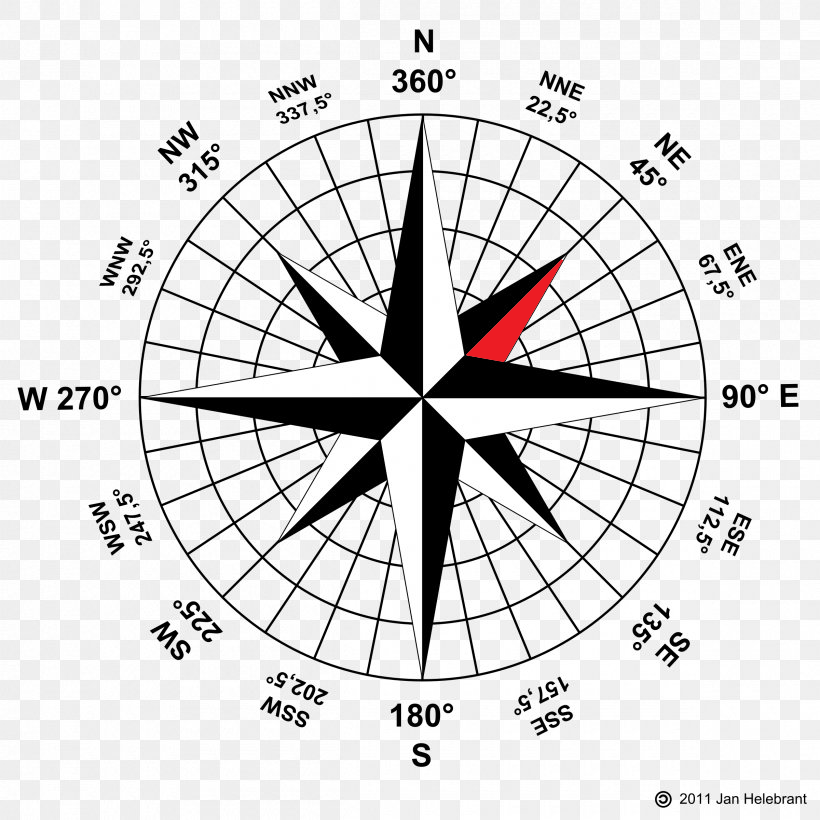 N
360°
NNE
22,5°
NE
45°
ENE
67,5°
90° E
ESE
112,5°
SE
135°
SSE
157,5°
180°
S
SSW
202,5°
SW
225°
WSW
247,5°
W 270°
WNW
292,5°
NW
315°
NNW
337,5°
🄯 2011 Jan Helebrant